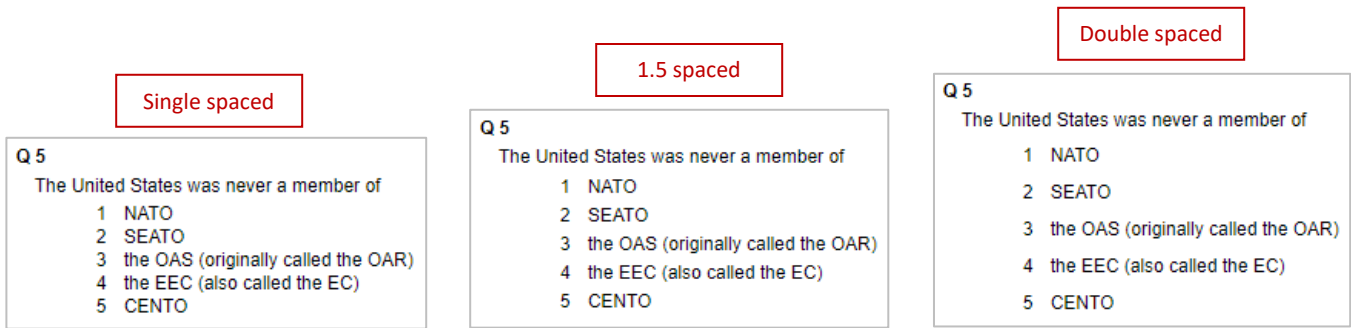 Single spaced
Q 5
The United States was never a member of
1 NATO
2 SEATO
3 the OAS (originally called the OAR)
4 the EEC (also called the EC)
5 CENTO
1.5 spaced
Q 5
The United States was never a member of
1 NATO
2 SEATO
3 the OAS (originally called the OAR)
4 the EEC (also called the EC)
5 CENTO
Double spaced
Q 5
The United States was never a member of
1 NATO
2 SEATO
3 the OAS (originally called the OAR)
4 the EEC (also called the EC)
5 CENTO